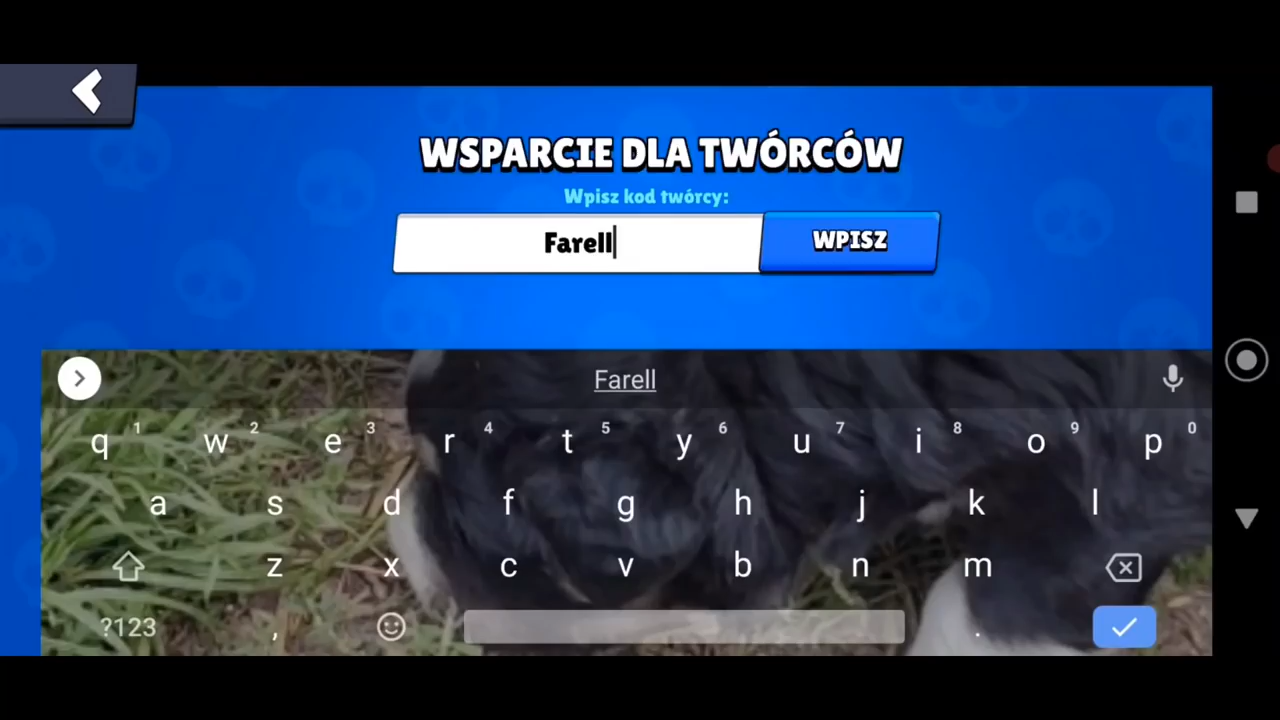 WSPARCIE DLA TWÓRCÓW
Wpisz kod twórcy:
Farell
WPISZ
Farell
q 1 w 2 e 3 r 4 t 5 y 6 u 7 i 8 o 9 p 0
a s d f g h j k l
z x c v b n m
?123 , .